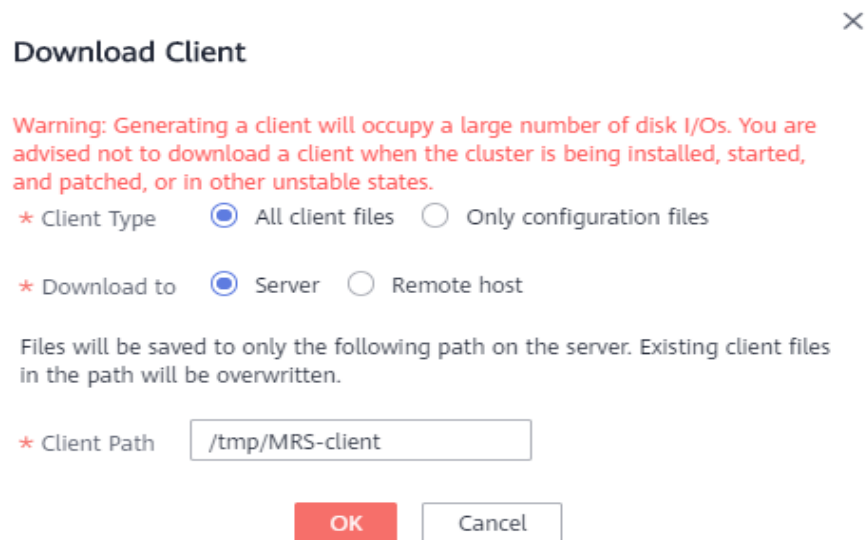 Download Client
Warning: Generating a client will occupy a large number of disk I/Os. You are
advised not to download a client when the cluster is being installed, started,
and patched, or in other unstable states.
* Client Type All client files Only configuration files
* Download to Server Remote host
Files will be saved to only the following path on the server. Existing client files
in the path will be overwritten.
* Client Path /tmp/MRS-client
OK Cancel